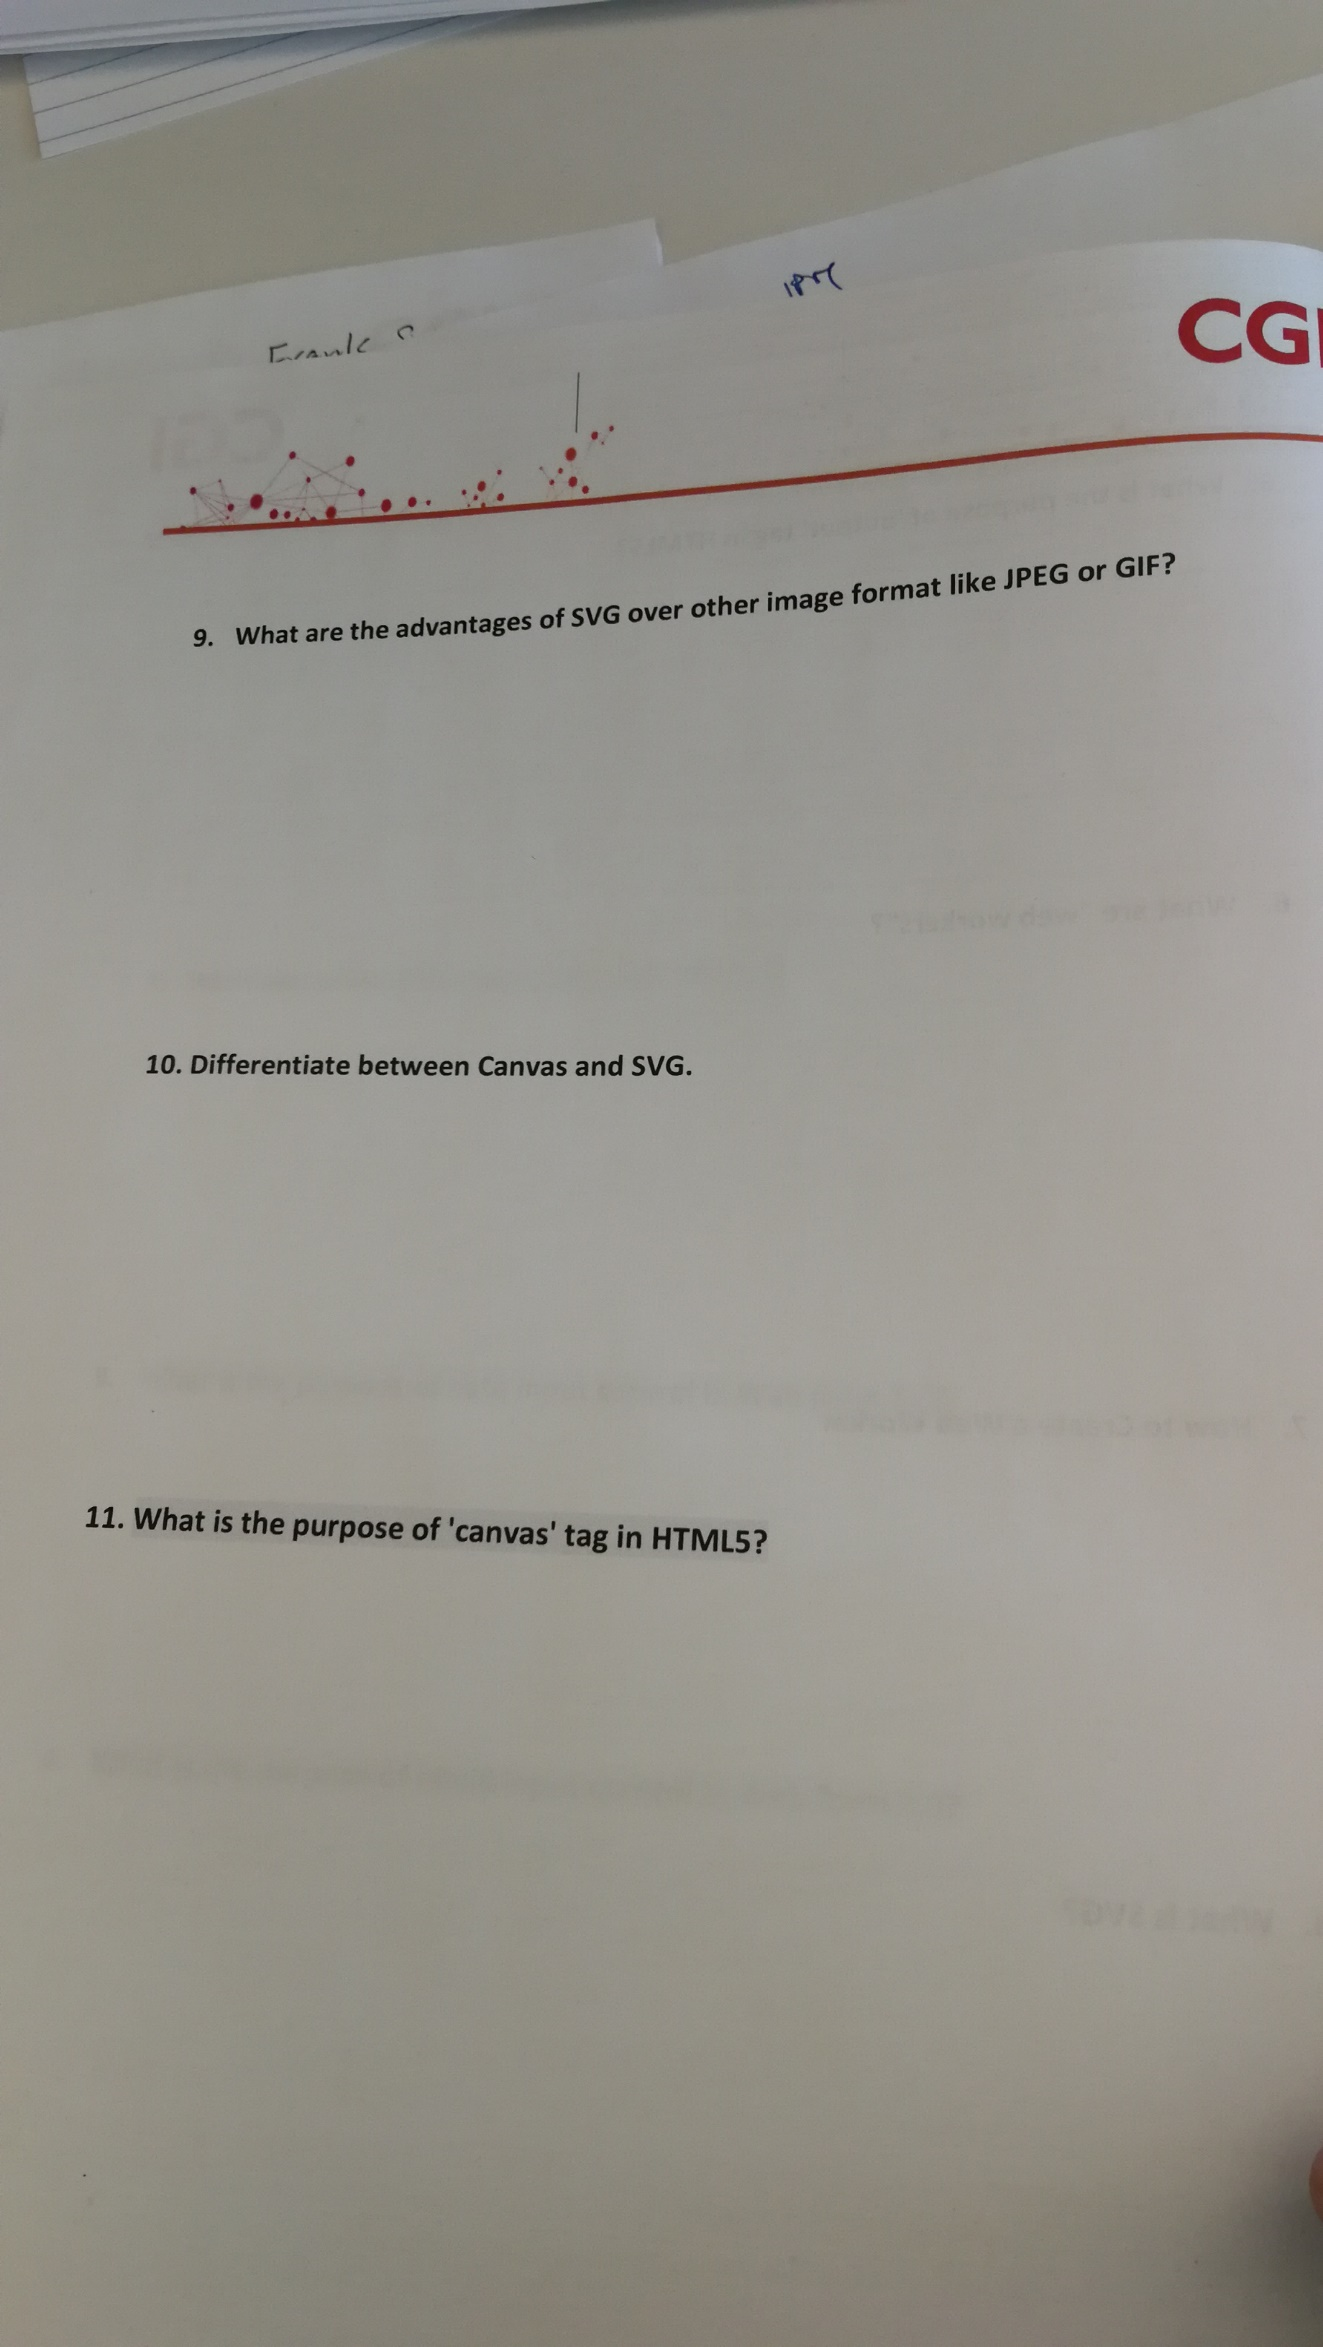 Frank
CGI
9. What are the advantages of SVG over other image format like JPEG or GIF?
10. Differentiate between Canvas and SVG.
11. What is the purpose of 'canvas' tag in HTML5?